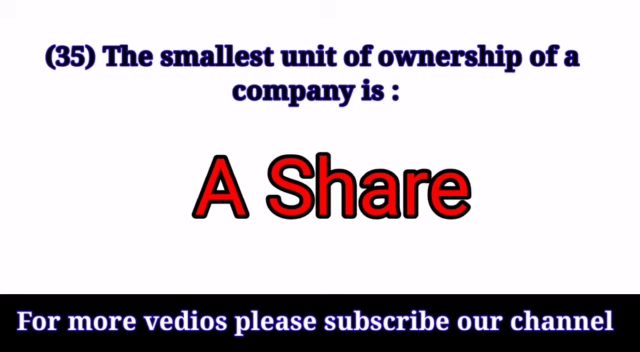 (35) The smallest unit of ownership of a
company is :
A Share
For more vedios please subscribe our channel